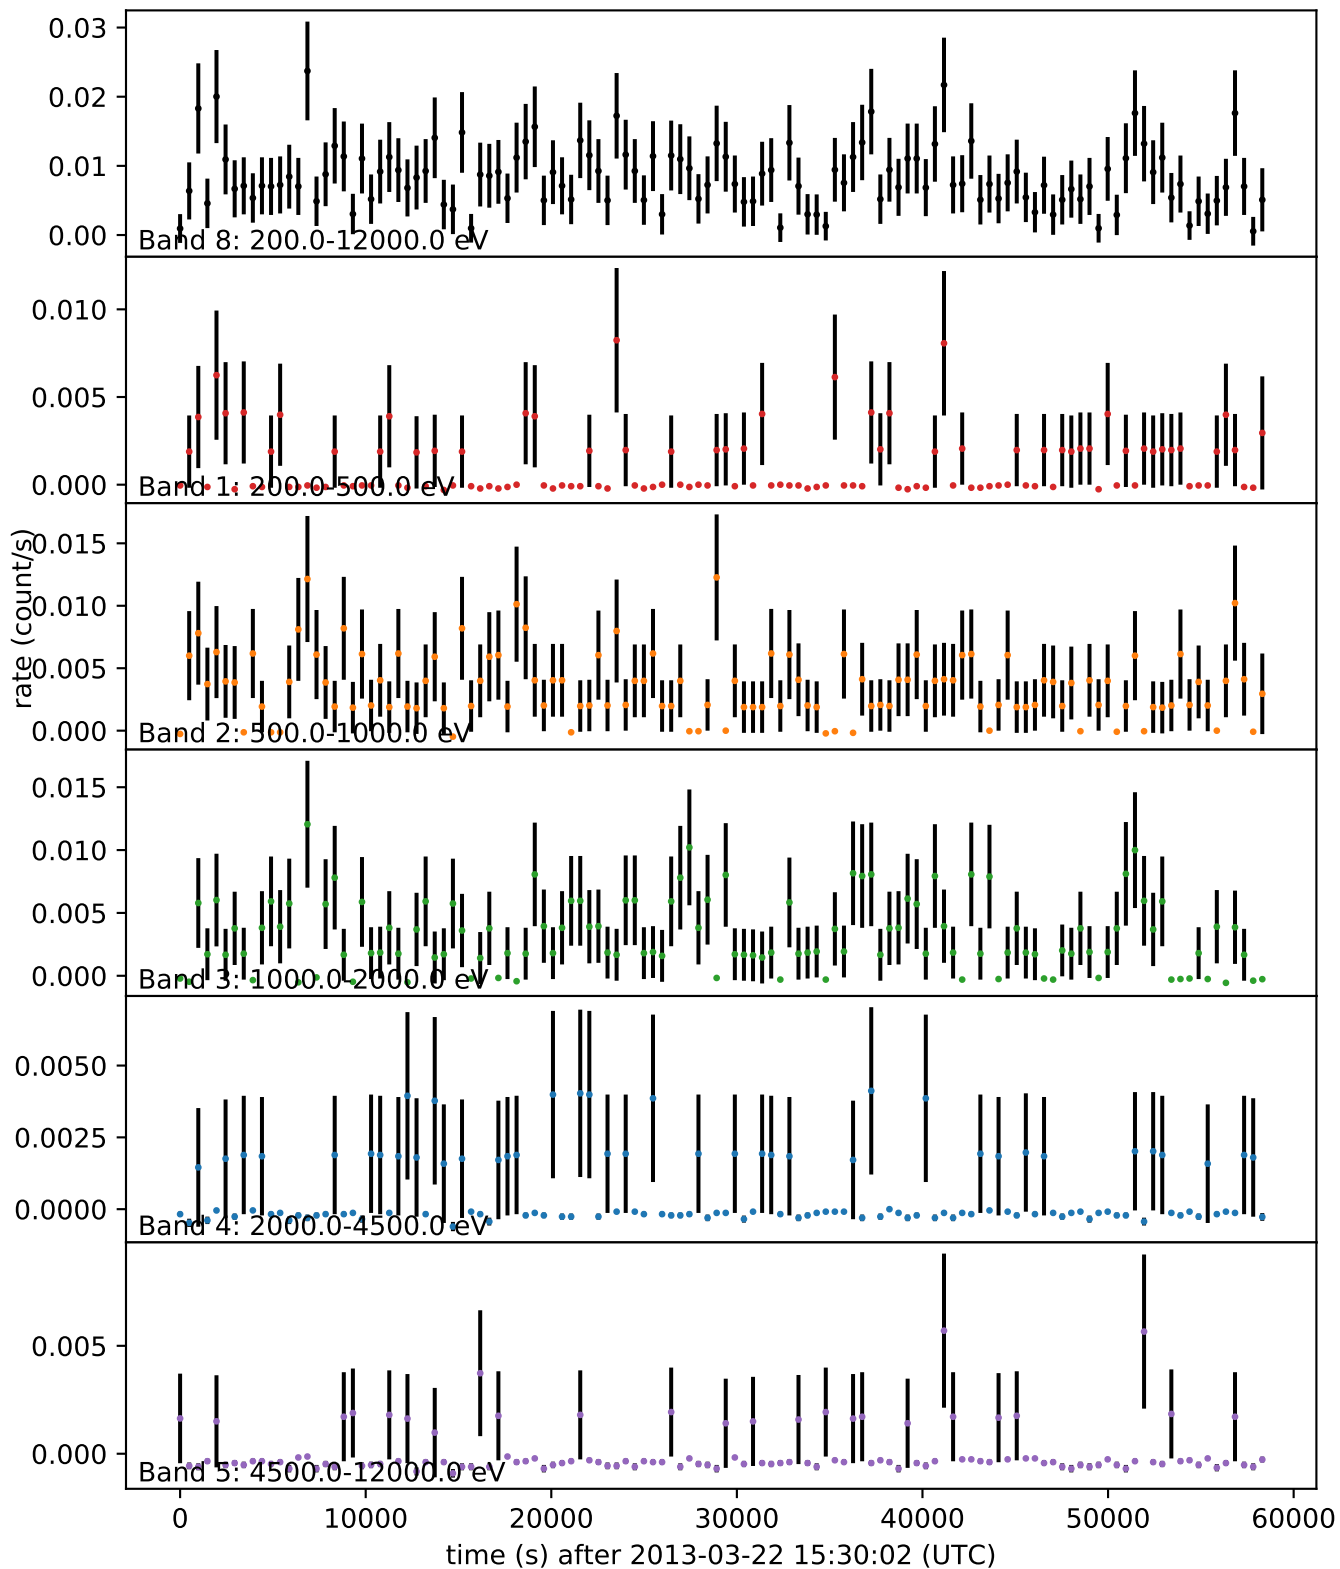 0.03
0.02
0.01
0.00
Band 8: 200.0-12000.0 eV
0.010
0.005
0.000
Band 1: 200.0-500.0 eV
rate (count/s)
0.015
0.010
0.005
0.000
Band 2: 500.0-1000.0 eV
0.015
0.010
0.005
0.000
Band 3: 1000.0-2000.0 eV
0.0050
0.0025
0.0000
Band 4: 2000.0-4500.0 eV
0.005
0.000
Band 5: 4500.0-12000.0 eV
0 10000 20000 30000 40000 50000 60000
time (s) after 2013-03-22 15:30:02 (UTC)